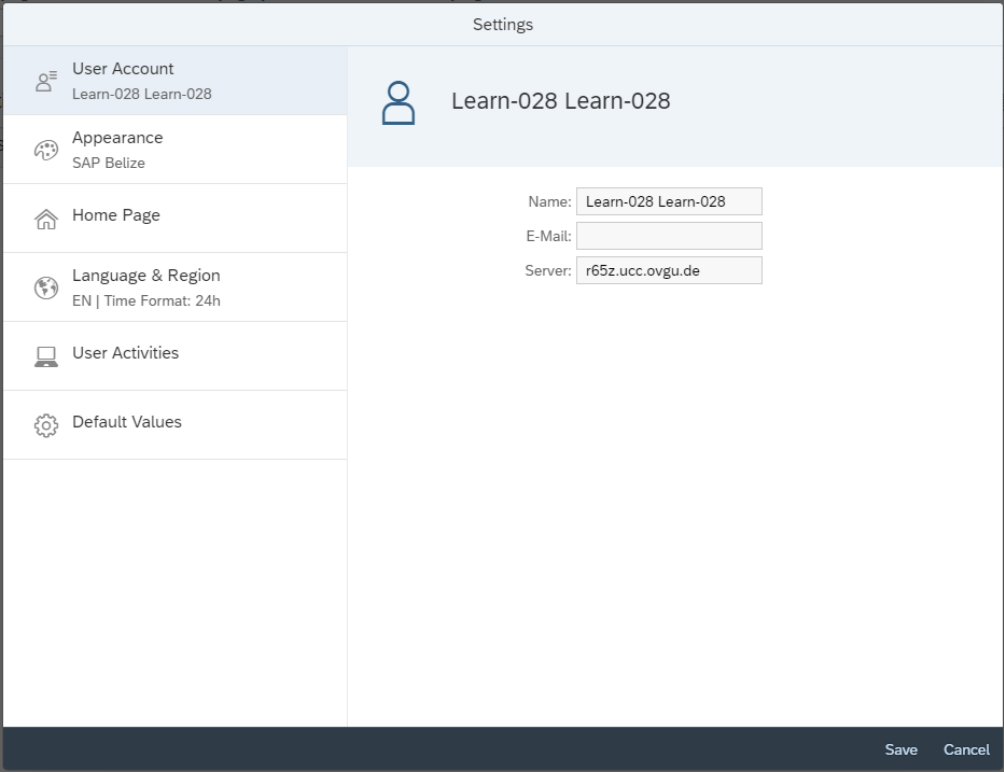 Settings
User Account
Learn-028 Learn-028
Appearance
SAP Belize
Home Page
Language & Region
EN | Time Format: 24h
User Activities
Default Values
Learn-028 Learn-028
Name: Learn-028 Learn-028
E-Mail:
Server: r65z.ucc.ovgu.de
Save Cancel